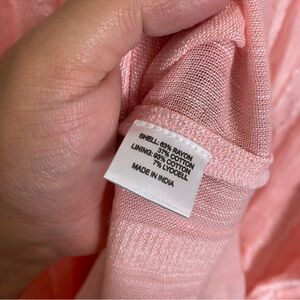 SHELL: 63% RAYON
37% COTTON
LINING: 93% COTTON
7% LYOCELL
MADE IN INDIA